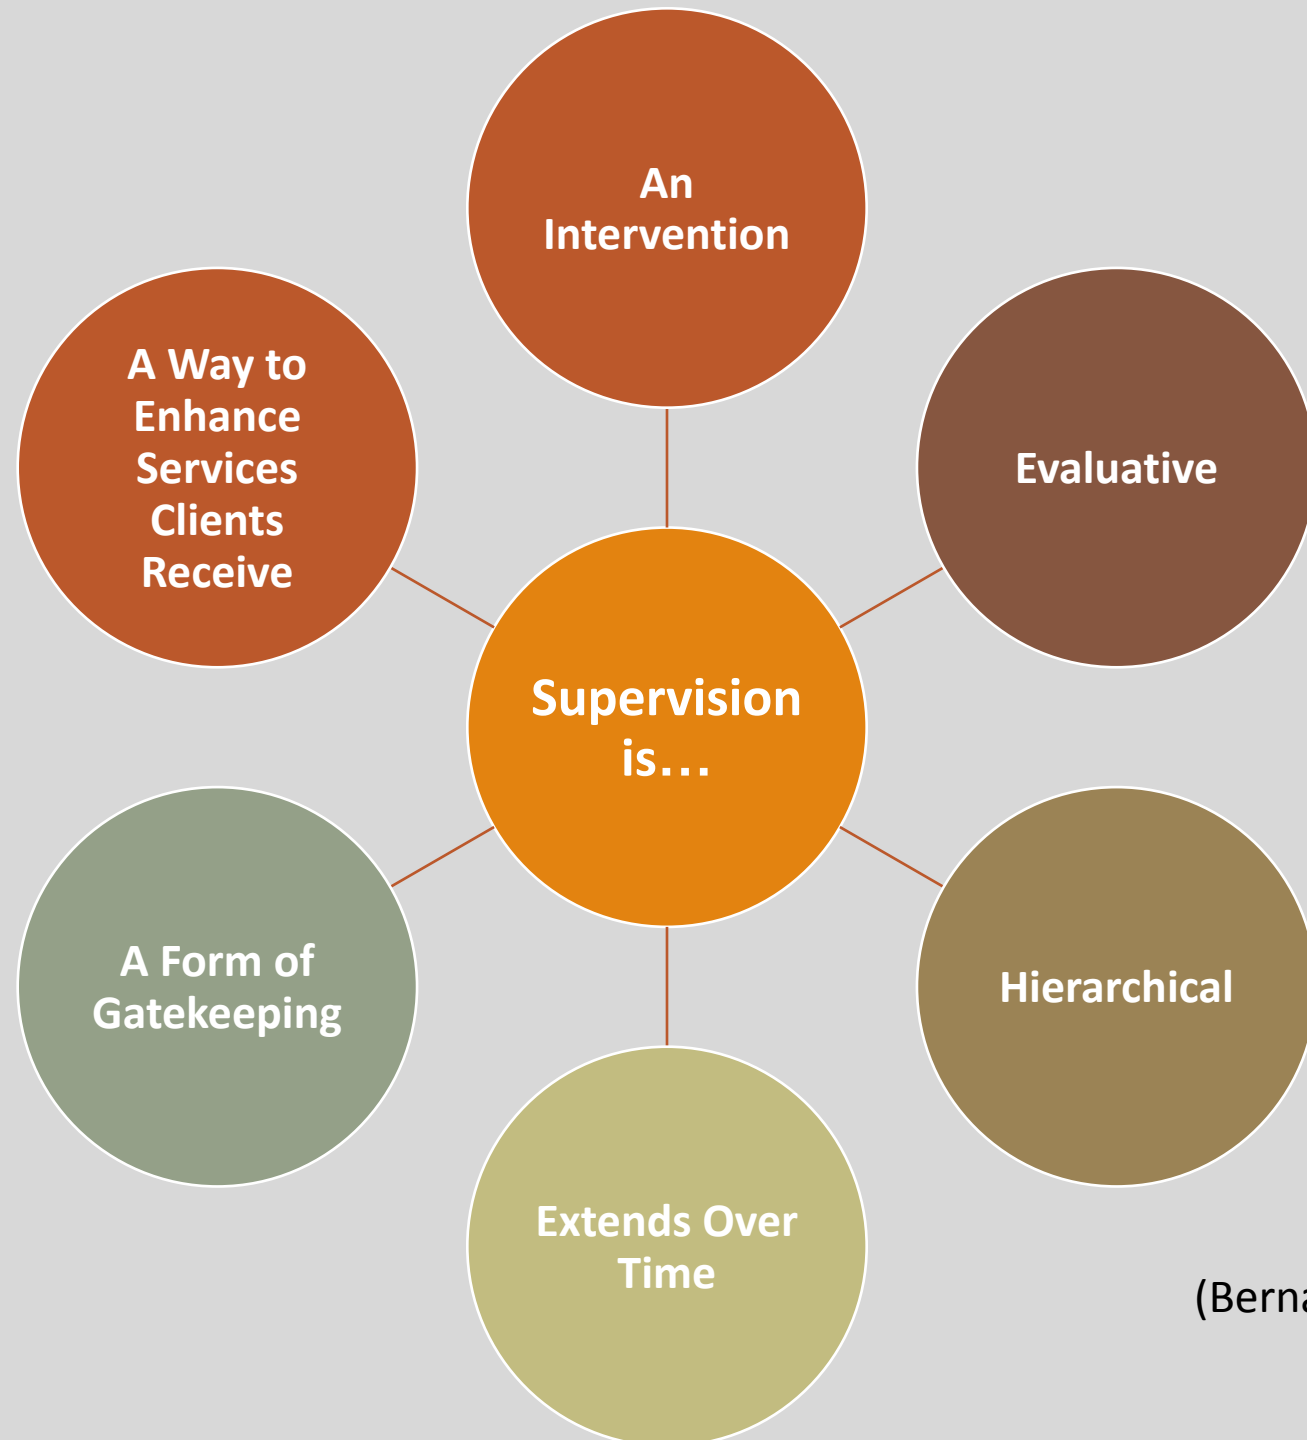 An
Intervention
A Way to
Enhance
Services
Clients
Receive
Evaluative
Supervision
is...
A Form of
Gatekeeping
Hierarchical
Extends Over
Time